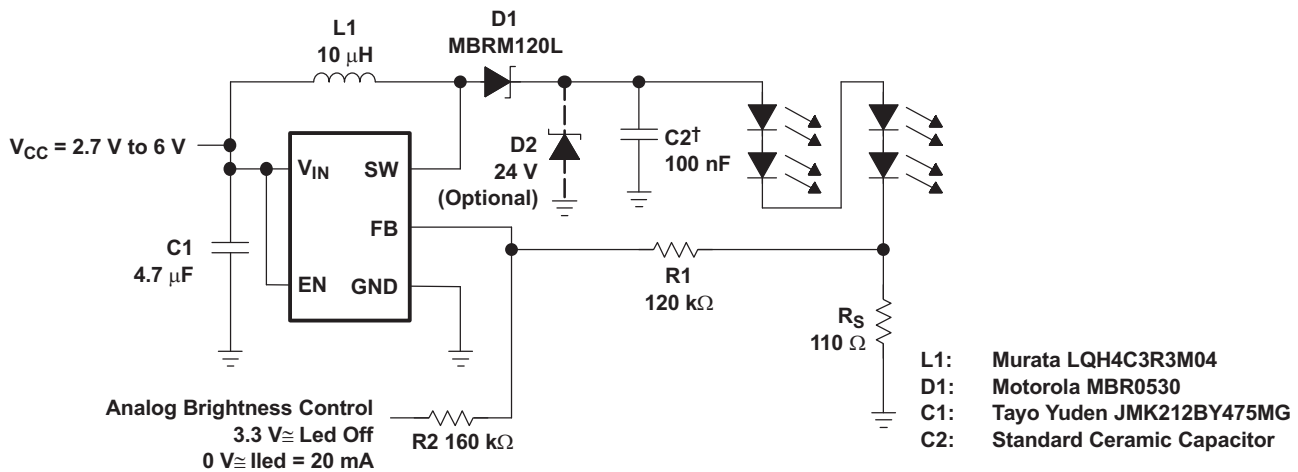 D1
MBRM120L
L1
10 μH
VCC = 2.7 V to 6 V
VIN
SW
D2
24 V
(Optional)
C2†
100 nF
FB
C1
4.7 μF
EN
GND
R1
120 kΩ
RS
110 Ω
Analog Brightness Control
3.3 V≅ Led Off
0 V≅ Iled = 20 mA
R2 160 kΩ
L1: Murata LQH4C3R3M04
D1: Motorola MBR0530
C1: Tayo Yuden JMK212BY475MG
C2: Standard Ceramic Capacitor